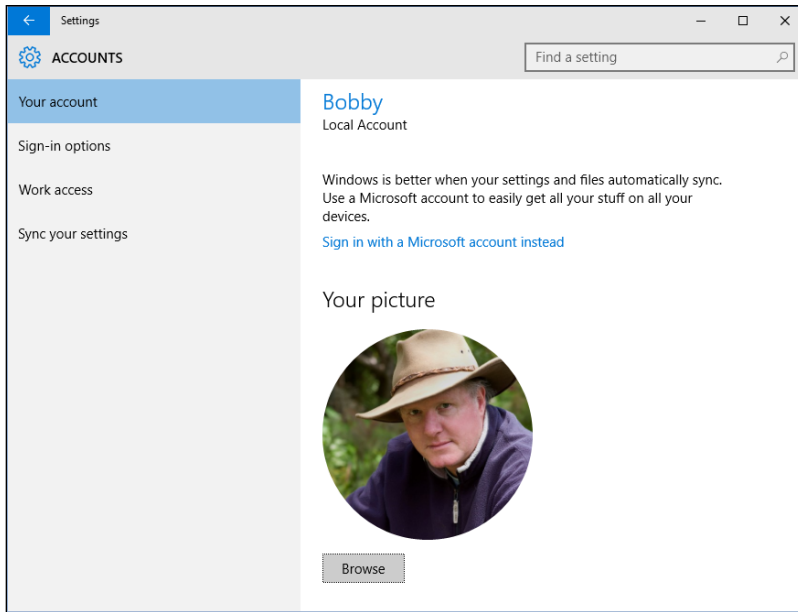 Settings
ACCOUNTS
Find a setting
Your account
Sign-in options
Work access
Sync your settings
Bobby
Local Account
Windows is better when your settings and files automatically sync.
Use a Microsoft account to easily get all your stuff on all your
devices.
Sign in with a Microsoft account instead
Your picture
Browse